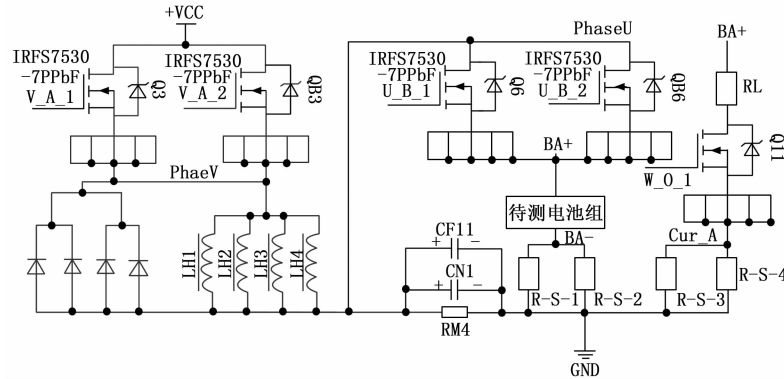 +VCC
PhaseU
BA+
IRFS7530
-7PPbF
V_A_1
Q3
-7PPbF
V_A_2
QB3
IRFS7530
-7PPbF
U_B_1
Q6
IRFS7530
-7PPbF
U_B_2
QB6
RL
Q11
W_O_1
BA+
PhaeV
待测电池组
Cur_A
BA-
CF11
+ −
CN1
+ −
LH1
LH2
LH3
LH4
R-S-1
R-S-2
R-S-3
R-S-4
RM4
GND